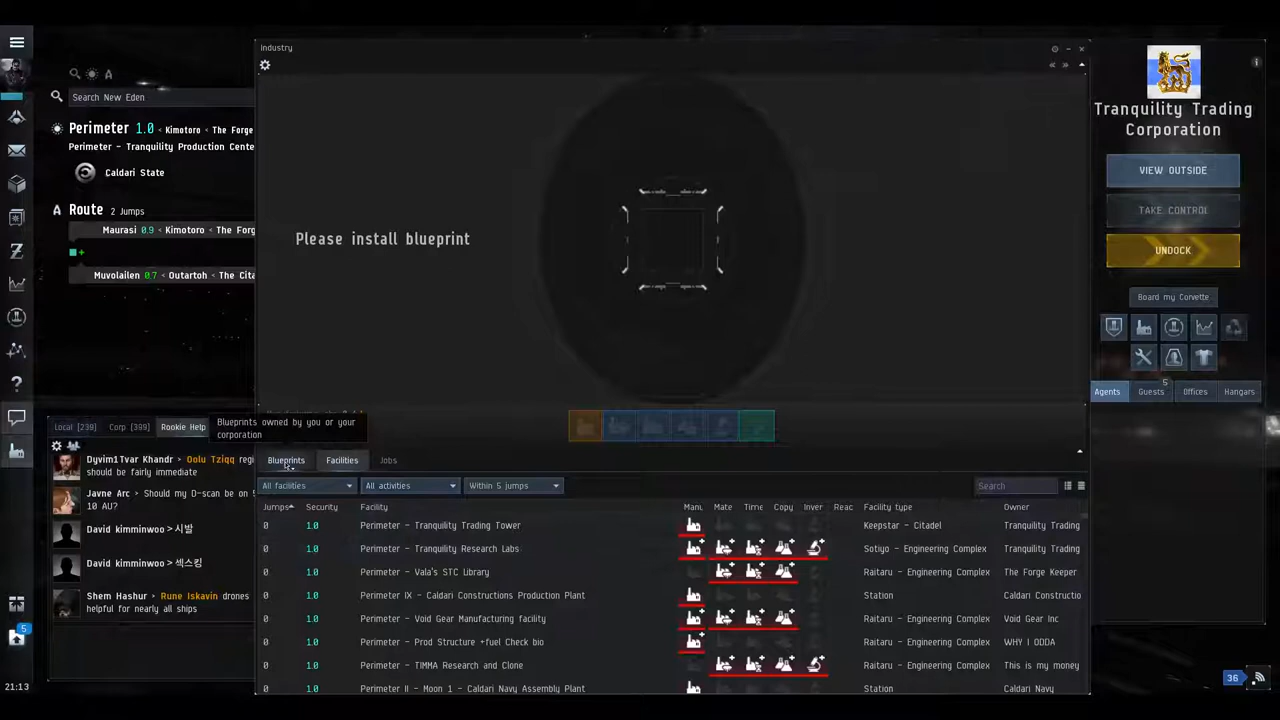 Industry
Search New Eden
Perimeter 1.0 < Kimotoro < The Forge
Perimeter - Tranquility Production Cente
Caldari State
Route 2 Jumps
Maurasi 0.9 < Kimotoro < The Forg
Muvolailen 0.7 < Outartoh < The Cita
Please install blueprint
Tranquility Trading
Corporation
VIEW OUTSIDE
TAKE CONTROL
UNDOCK
Board my Corvette
5
Agents
Guests
Offices
Hangars
Local [239]
Corp [399]
Rookie Help
Blueprints owned by you or your
corporation
Dyvim1Tvar Khandr > Oolu Tziqq regi
should be fairly immediate
Javne Arc > Should my D-scan be on
10 AU?
David kimminwoo > 시발
David kimminwoo > 섹스킹
Shem Hashur > Rune Iskavin drones
helpful for nearly all ships
Blueprints
Facilities
Jobs
All facilities
All activities
Within 5 jumps
Search
Jumps
Security
Facility
Manu
Mate
Time
Copy
Inver
Reac
Facility type
Owner
0 1.0 Perimeter - Tranquility Trading Tower Keepstar - Citadel Tranquility Trading
0 1.0 Perimeter - Tranquility Research Labs Sotiyo - Engineering Complex Tranquility Trading
0 1.0 Perimeter - Vala's STC Library Raitaru - Engineering Complex The Forge Keeper
0 1.0 Perimeter IX - Caldari Constructions Production Plant Station Caldari Constructio
0 1.0 Perimeter - Void Gear Manufacturing facility Raitaru - Engineering Complex Void Gear Inc
0 1.0 Perimeter - Prod Structure +fuel Check bio Raitaru - Engineering Complex WHY I ODDA
0 1.0 Perimeter - TIMMA Research and Clone Raitaru - Engineering Complex This is my money
0 1.0 Perimeter II - Moon 1 - Caldari Navy Assembly Plant Station Caldari Navy
5
21:13
36